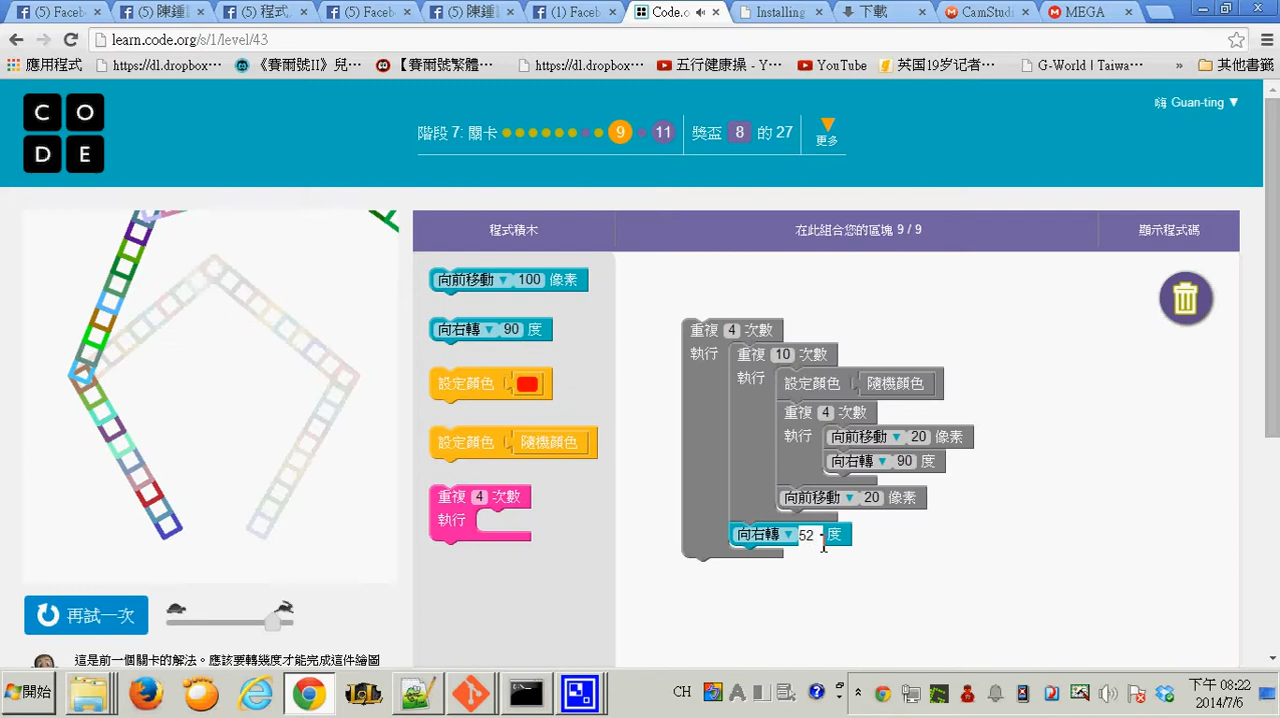 (5) Faceb
(5) 陳鍾
(5) 程式
(5) Faceb
(5) 陳鍾
(1) Faceb
Code.o
Installing
下載
CamStudi
MEGA
learn.code.org/s/1/level/43
應用程式
https://dl.dropbox...
《賽爾號II》兒...
【賽爾號繁體...
https://dl.dropbox...
五行健康操 - Y...
YouTube
英国19岁记者...
G-World | Taiwa...
»
其他書籤
C O
D E
階段 7: 關卡
9
11
獎盃 8 的 27
更多
嗨 Guan-ting ▼
程式積木
在此組合您的區塊 9 / 9
顯示程式碼
向前移動 100 像素
向右轉 90 度
設定顏色
設定顏色 隨機顏色
重複 4 次數
執行
重複 4 次數
執行
重複 10 次數
執行
設定顏色 隨機顏色
重複 4 次數
執行
向前移動 20 像素
向右轉 90 度
向前移動 20 像素
向右轉 52 度
再試一次
這是前一個關卡的解法。應該要轉幾度才能完成這件繪圖
開始
CH
下午 08:22
2014/7/6